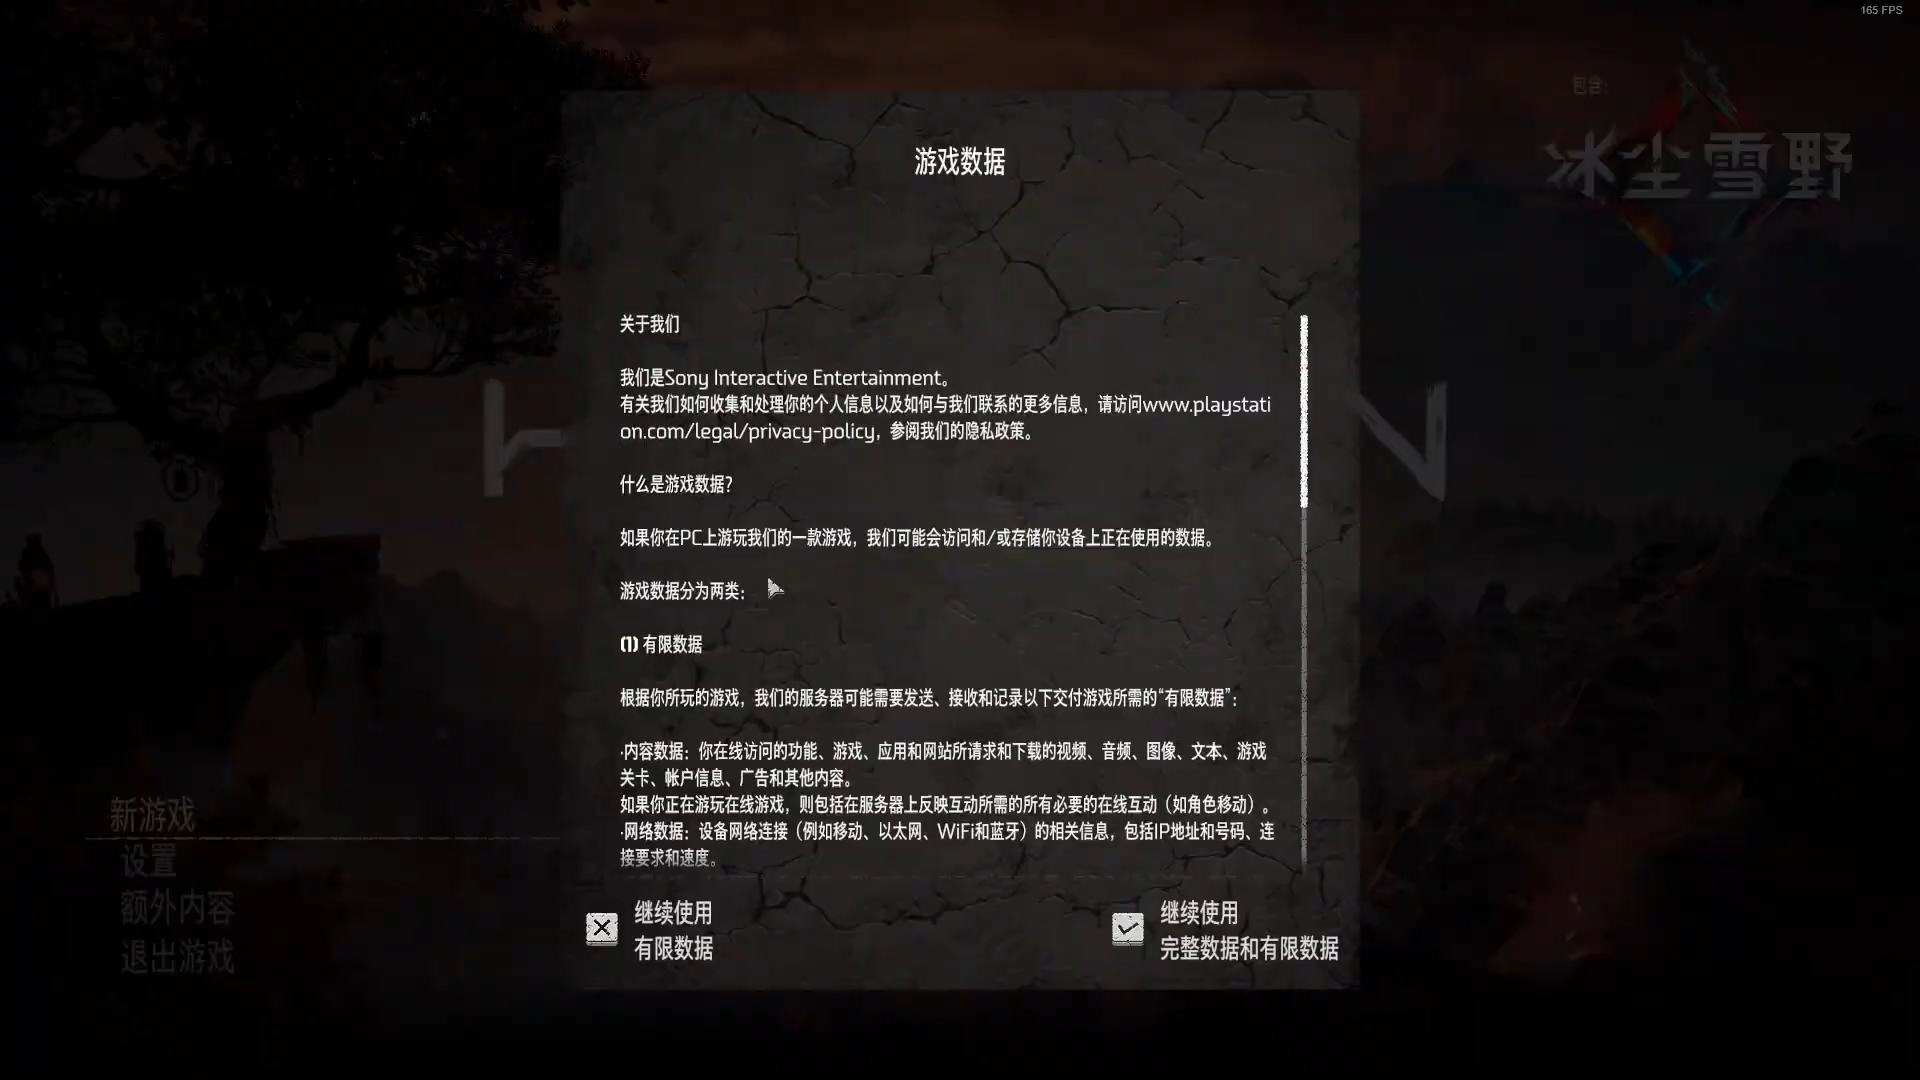 165 FPS
包含:
冰尘雪野
游戏数据
关于我们
我们是Sony Interactive Entertainment。
有关我们如何收集和处理你的个人信息以及如何与我们联系的更多信息，请访问www.playstati
on.com/legal/privacy-policy，参阅我们的隐私政策。
什么是游戏数据？
如果你在PC上游玩我们的一款游戏，我们可能会访问和/或存储你设备上正在使用的数据。
游戏数据分为两类：
(1) 有限数据
根据你所玩的游戏，我们的服务器可能需要发送、接收和记录以下交付游戏所需的“有限数据”：
·内容数据：你在线访问的功能、游戏、应用和网站所请求和下载的视频、音频、图像、文本、游戏
关卡、帐户信息、广告和其他内容。
如果你正在游玩在线游戏，则包括在服务器上反映互动所需的所有必要的在线互动（如角色移动）。
·网络数据：设备网络连接（例如移动、以太网、WiFi和蓝牙）的相关信息，包括IP地址和号码、连
接要求和速度。
新游戏
设置
额外内容
退出游戏
继续使用
有限数据
继续使用
完整数据和有限数据